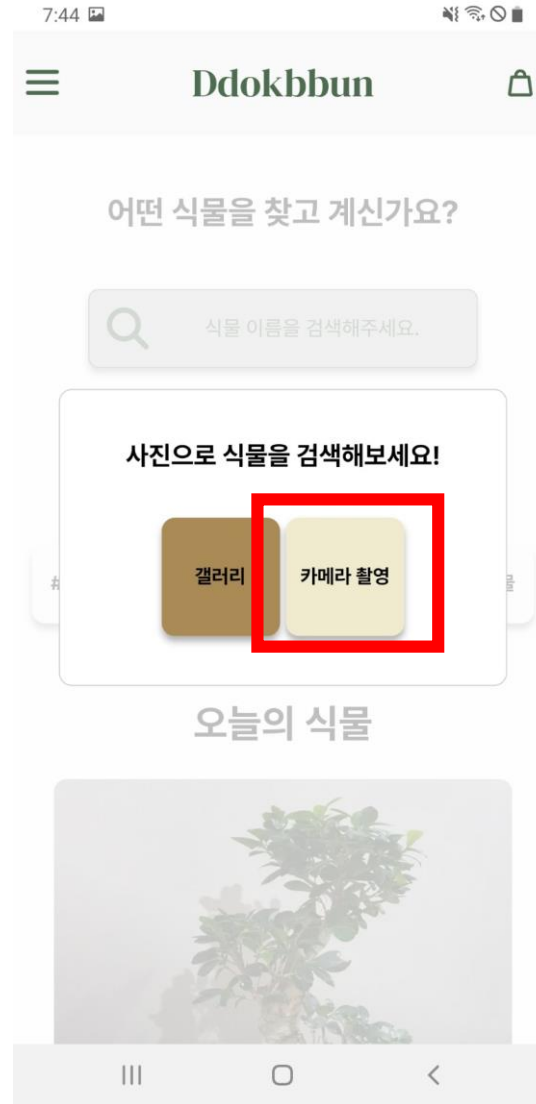 7:44
Ddokbbun
어떤 식물을 찾고 계신가요?
식물 이름을 검색해주세요.
사진으로 식물을 검색해보세요!
갤러리
카메라 촬영
#
물
오늘의 식물